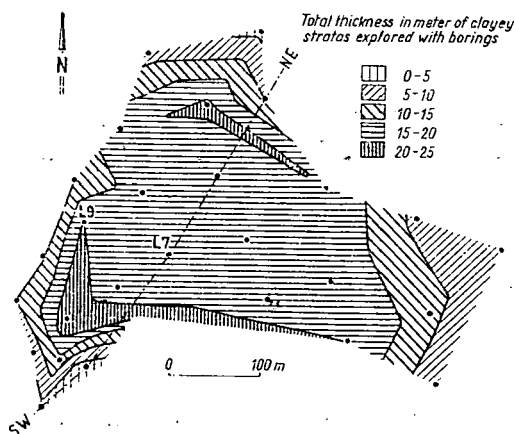 Total thickness in meter of clayey
stratas explored with borings
N
NE
0-5
5-10
10-15
15-20
20-25
L9
L7
0 100 m
SW